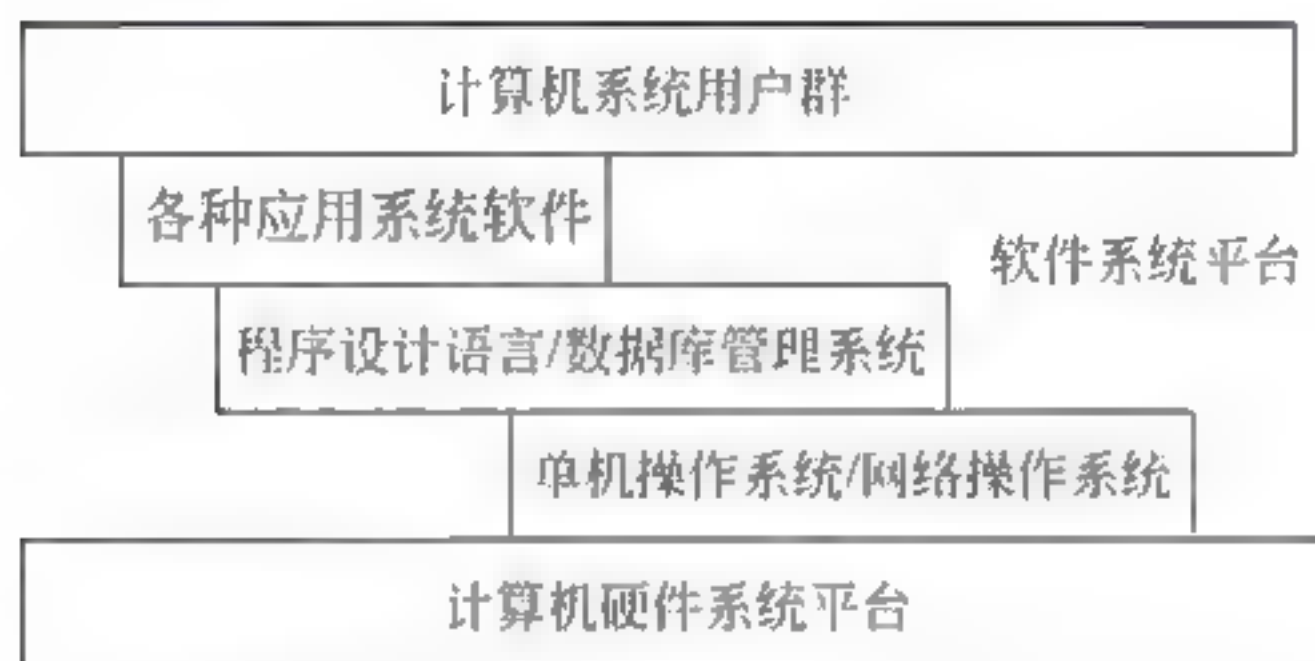 计算机系统用户群
各种应用系统软件
软件系统平台
程序设计语言/数据库管理系统
单机操作系统/网络操作系统
计算机硬件系统平台